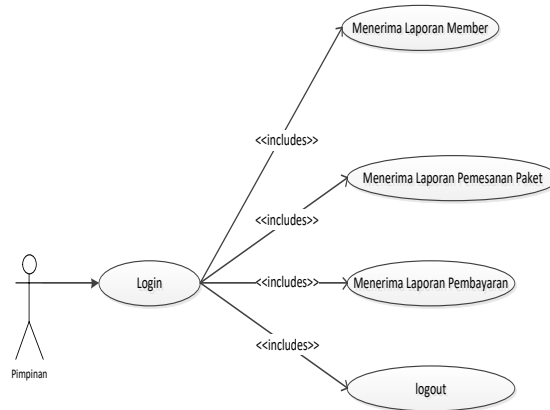 Menerima Laporan Member
<<includes>>
Menerima Laporan Pemesanan Paket
<<includes>>
Login
<<includes>>
Menerima Laporan Pembayaran
<<includes>>
Pimpinan
logout